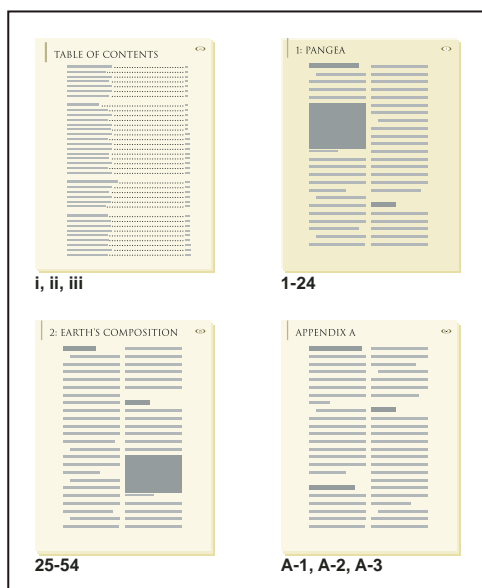 TABLE OF CONTENTS
i, ii, iii
1: PANGEA
1-24
2: EARTH'S COMPOSITION
25-54
APPENDIX A
A-1, A-2, A-3